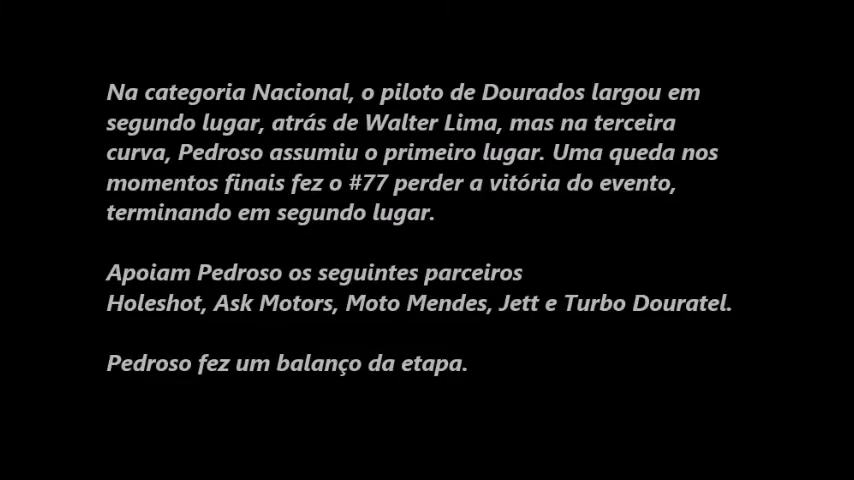 Na categoria Nacional, o piloto de Dourados largou em
segundo lugar, atrás de Walter Lima, mas na terceira
curva, Pedroso assumiu o primeiro lugar. Uma queda nos
momentos finais fez o #77 perder a vitória do evento,
terminando em segundo lugar.
Apoiam Pedroso os seguintes parceiros
Holeshot, Ask Motors, Moto Mendes, Jett e Turbo Douratel.
Pedroso fez um balanço da etapa.